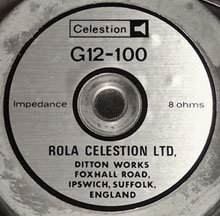 Celestion
G12-100
Impedance 8 ohms
ROLA CELESTION LTD.
DITTON WORKS
FOXHALL ROAD,
IPSWICH, SUFFOLK,
ENGLAND